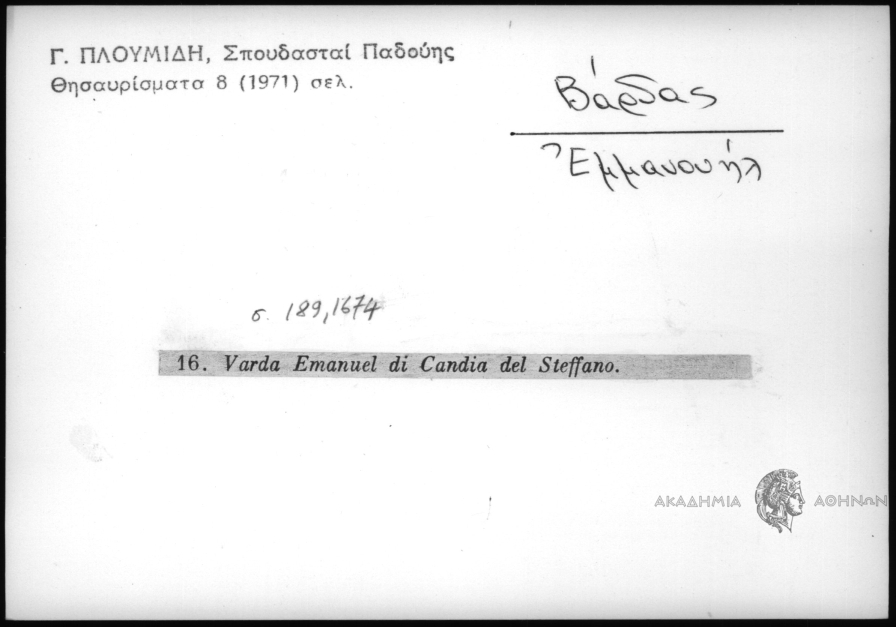 Γ. ΠΛΟΥΜΙΔΗ, Σπουδασταί Παδούης
Θησαυρίσματα 8 (1971) σελ.
Βάρδας
Ἐμμανουήλ
σ. 189, 1674
16. Varda Emanuel di Candia del Steffano.
ΑΚΑΔΗΜΙΑ ΑΘΗΝΩΝ